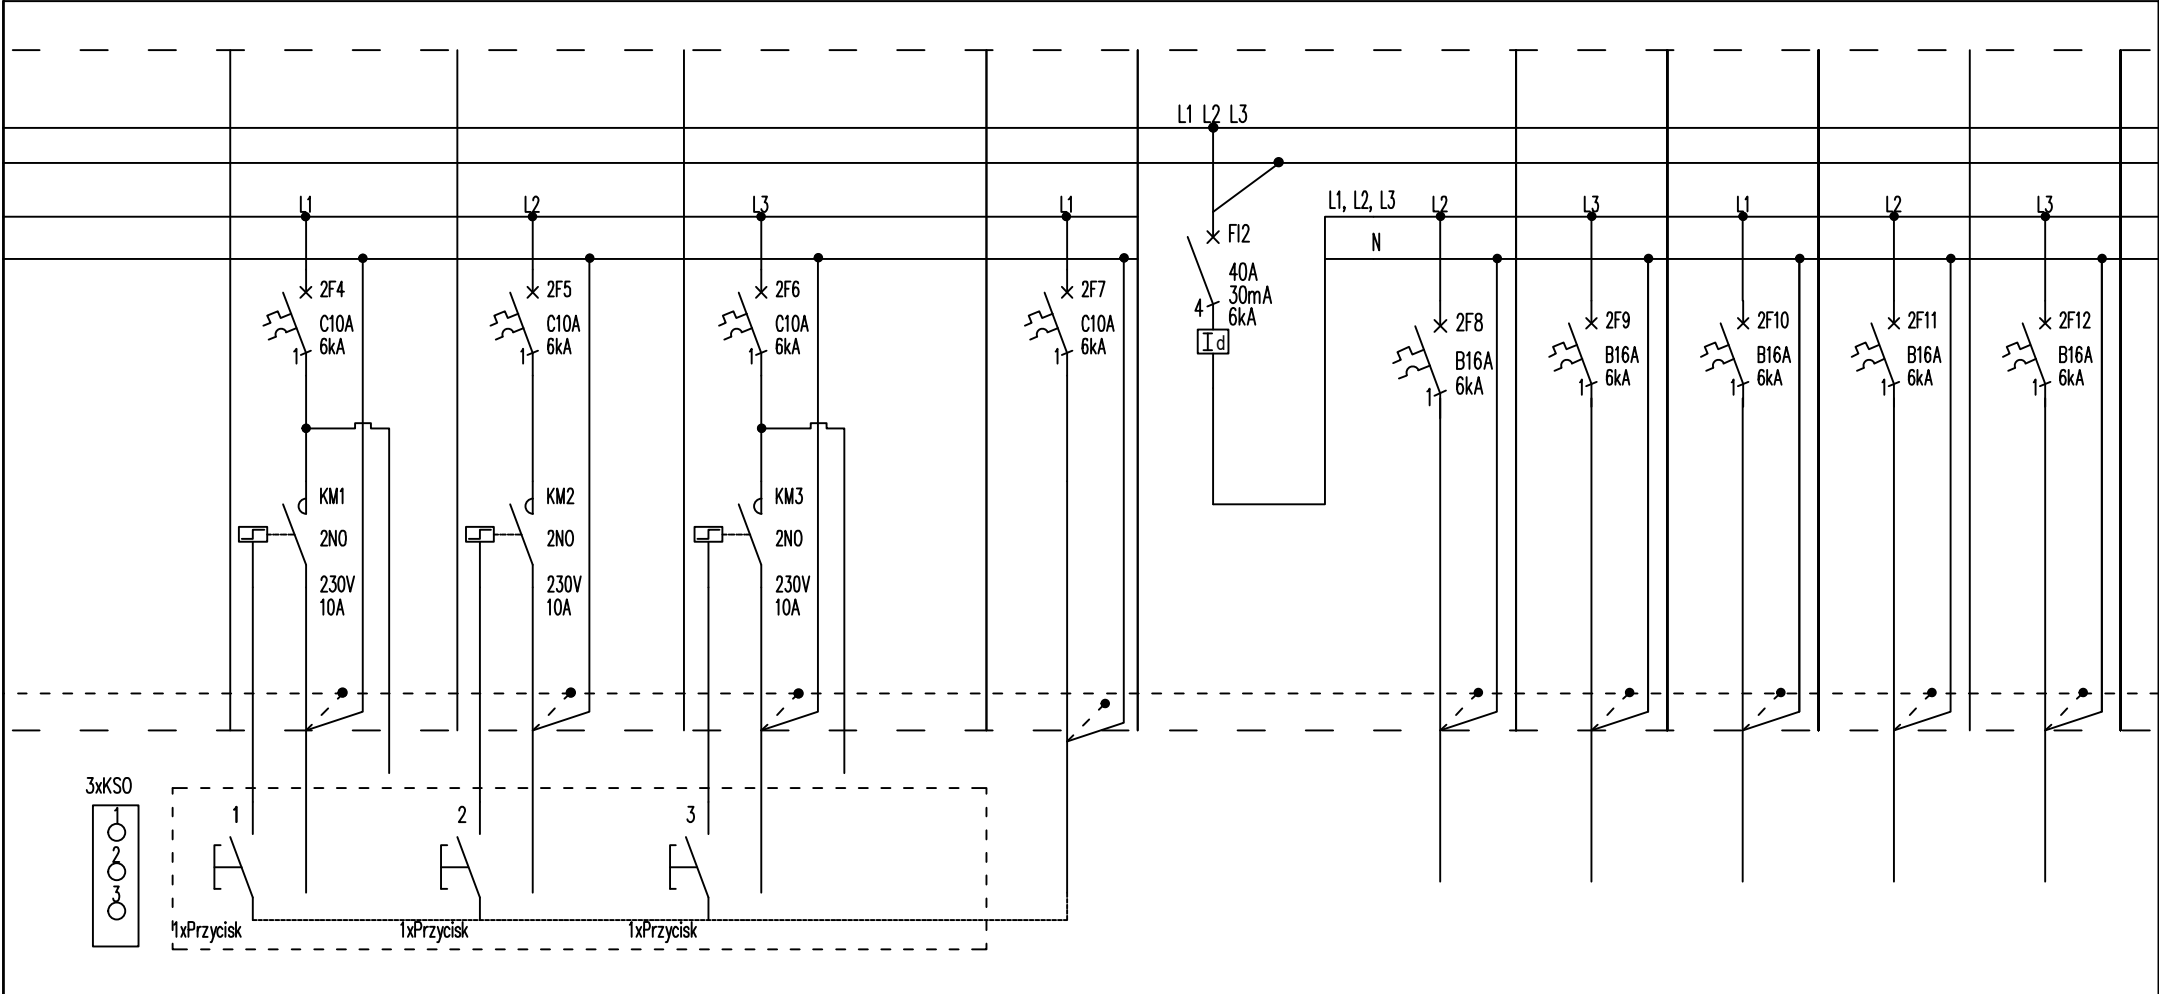 L1 L2 L3
L1
L2
L3
L1
L1, L2, L3
L2
L3
L1
L2
L3
N
FI2
40A
30mA
6kA
4
Id
2F4
C10A
6kA
1
2F5
C10A
6kA
1
2F6
C10A
6kA
1
2F7
C10A
6kA
1
2F8
B16A
6kA
1
2F9
B16A
6kA
1
2F10
B16A
6kA
1
2F11
B16A
6kA
1
2F12
B16A
6kA
1
KM1
2NO
230V
10A
KM2
2NO
230V
10A
KM3
2NO
230V
10A
3xKSO
1
2
3
1
2
3
1xPrzycisk
1xPrzycisk
1xPrzycisk